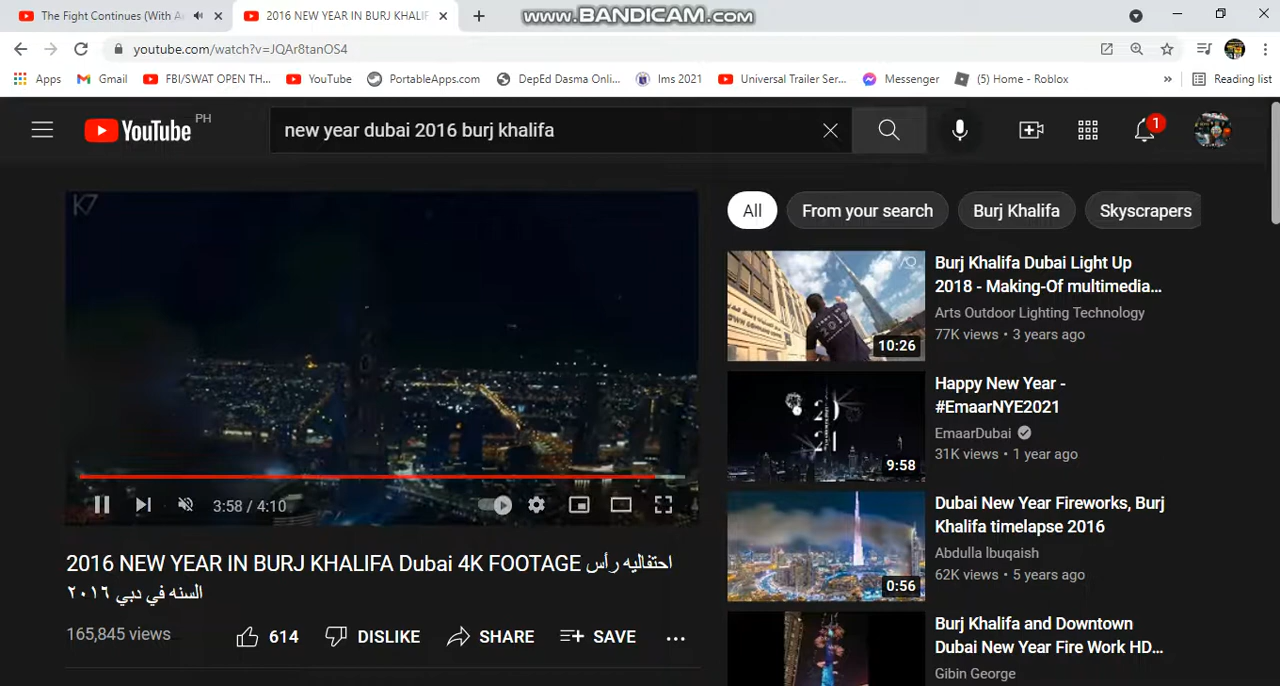 The Fight Continues (With Ar
2016 NEW YEAR IN BURJ KHALIF
www.BANDICAM.com
youtube.com/watch?v=JQAr8tanOS4
Apps
Gmail
FBI/SWAT OPEN TH...
YouTube
PortableApps.com
DepEd Dasma Onli...
lms 2021
Universal Trailer Ser...
Messenger
(5) Home - Roblox
»
Reading list
YouTube PH
new year dubai 2016 burj khalifa
1
K7
All
From your search
Burj Khalifa
Skyscrapers
3:58 / 4:10
2016 NEW YEAR IN BURJ KHALIFA Dubai 4K FOOTAGE احتفاليه رأس
السنه في دبي ٢٠١٦
165,845 views
614
DISLIKE
SHARE
SAVE
10:26
Burj Khalifa Dubai Light Up
2018 - Making-Of multimedia...
Arts Outdoor Lighting Technology
77K views • 3 years ago
20
21
9:58
Happy New Year -
#EmaarNYE2021
EmaarDubai
31K views • 1 year ago
0:56
Dubai New Year Fireworks, Burj
Khalifa timelapse 2016
Abdulla lbuqaish
62K views • 5 years ago
Burj Khalifa and Downtown
Dubai New Year Fire Work HD...
Gibin George